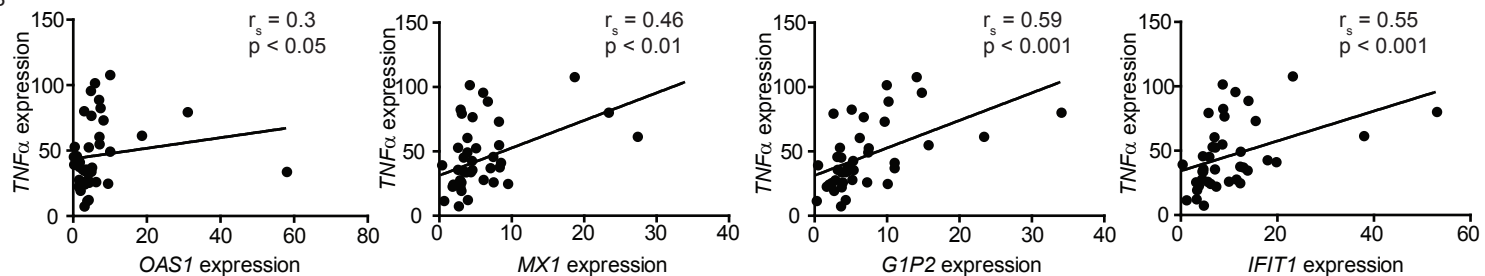 r_s = 0.3
p < 0.05
TNFα expression
150
100
50
0
0 20 40 60 80
OAS1 expression
r_s = 0.46
p < 0.01
TNFα expression
150
100
50
0
0 10 20 30 40
MX1 expression
r_s = 0.59
p < 0.001
TNFα expression
150
100
50
0
0 10 20 30 40
G1P2 expression
r_s = 0.55
p < 0.001
TNFα expression
150
100
50
0
0 20 40 60
IFIT1 expression